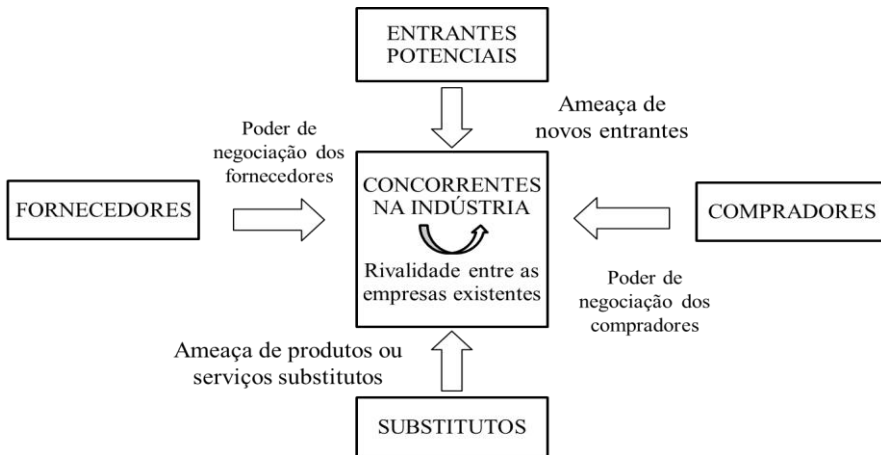 ENTRANTES
POTENCIAIS
Ameaça de
novos entrantes
Poder de
negociação dos
fornecedores
FORNECEDORES
CONCORRENTES
NA INDÚSTRIA
Rivalidade entre as
empresas existentes
COMPRADORES
Poder de
negociação dos
compradores
Ameaça de produtos ou
serviços substitutos
SUBSTITUTOS